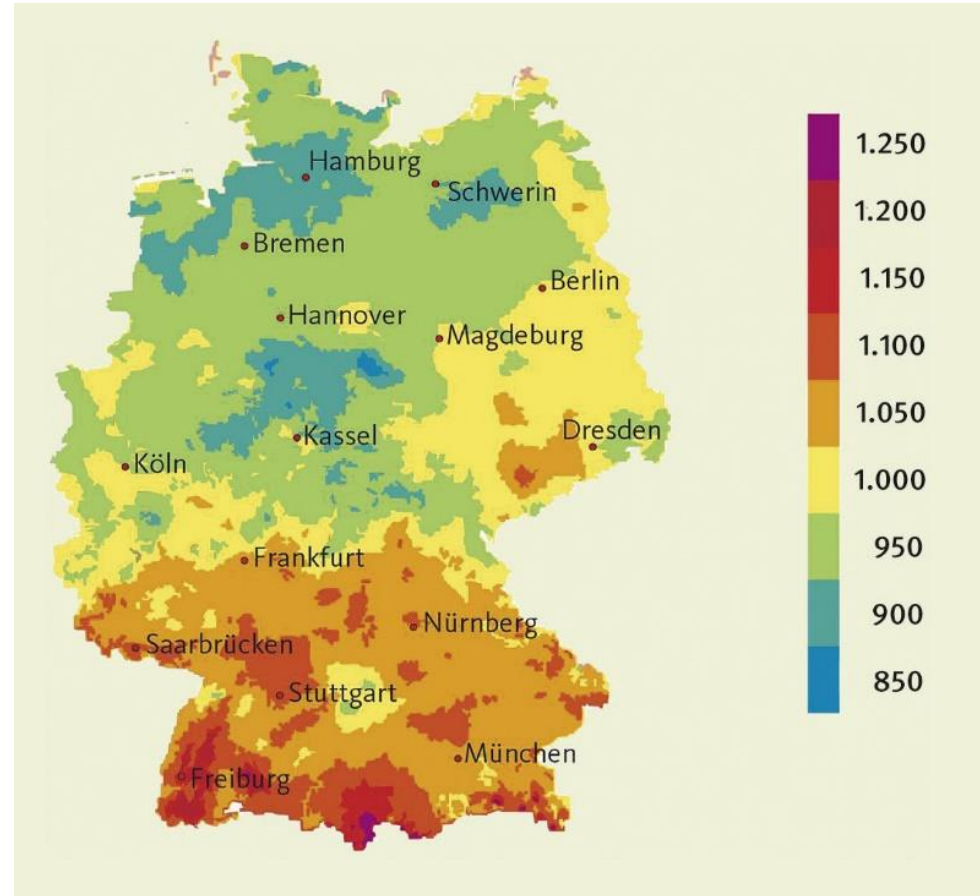 Hamburg
Schwerin
Bremen
Berlin
Hannover
Magdeburg
Kassel
Dresden
Köln
Frankfurt
Nürnberg
Saarbrücken
Stuttgart
München
Freiburg
1.250
1.200
1.150
1.100
1.050
1.000
950
900
850